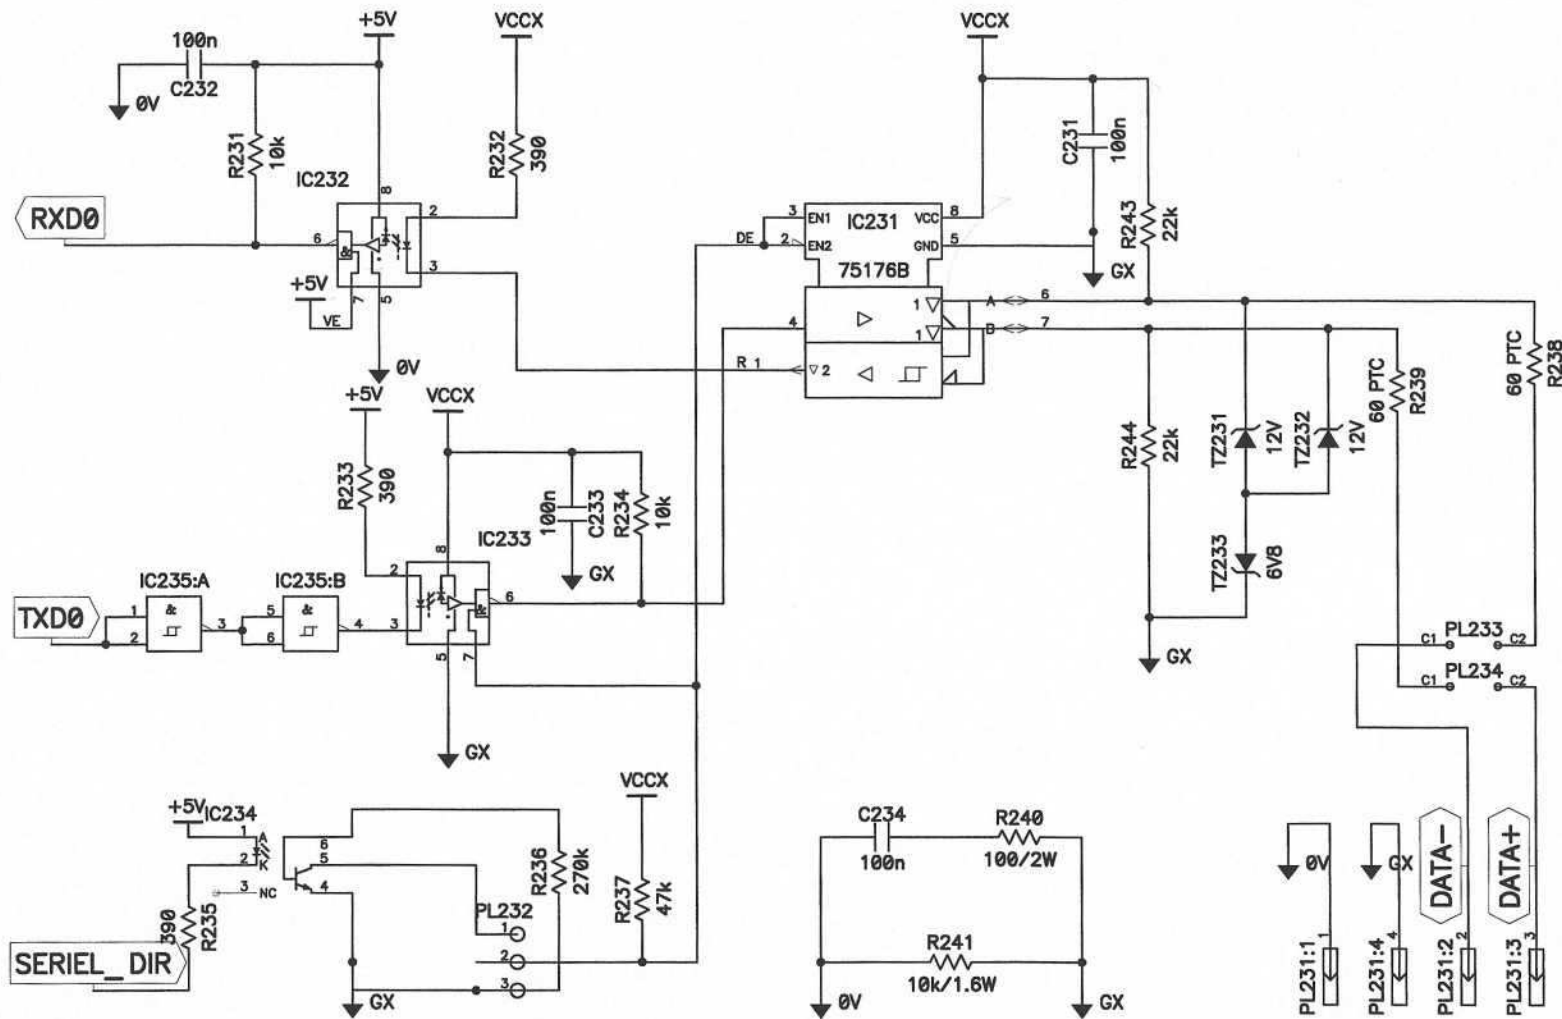 +5V
VCCX
VCCX
100n
C232
0V
R231
10k
R232
390
C231
100n
IC232
8
2
6
&
3
7
5
RXD0
+5V
VE
0V
3
EN1
IC231
VCC
8
DE
2
EN2
GND
5
75176B
GX
R243
22k
4
1
A
6
1
B
7
R 1
2
+5V
VCCX
R233
390
100n
C233
R234
10k
GX
R244
22k
TZ231
12V
TZ232
12V
60 PTC
R239
60 PTC
R238
TZ233
6V8
GX
IC233
8
2
6
&
3
5
7
GX
TXD0
IC235:A
1
2
&
3
IC235:B
5
6
&
4
C1
PL233
C2
C1
PL234
C2
+5V
IC234
1
A
2
K
3
NC
6
5
4
390
R235
SERIEL_DIR
R236
270k
PL232
1
2
3
GX
VCCX
R237
47k
C234
100n
R240
100/2W
R241
10k/1.6W
0V
GX
0V
GX
DATA-
DATA+
1
4
2
3
PL231:1
PL231:4
PL231:2
PL231:3